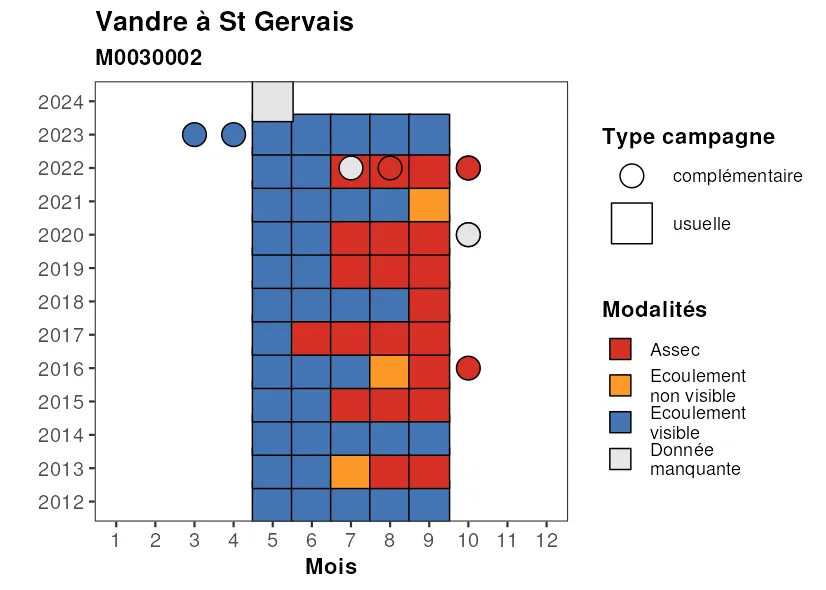 Vandre à St Gervais
M0030002
2024
2023
2022
2021
2020
2019
2018
2017
2016
2015
2014
2013
2012
1 2 3 4 5 6 7 8 9 10 11 12
Mois
Type campagne
complémentaire
usuelle
Modalités
Assec
Ecoulement
non visible
Ecoulement
visible
Donnée
manquante